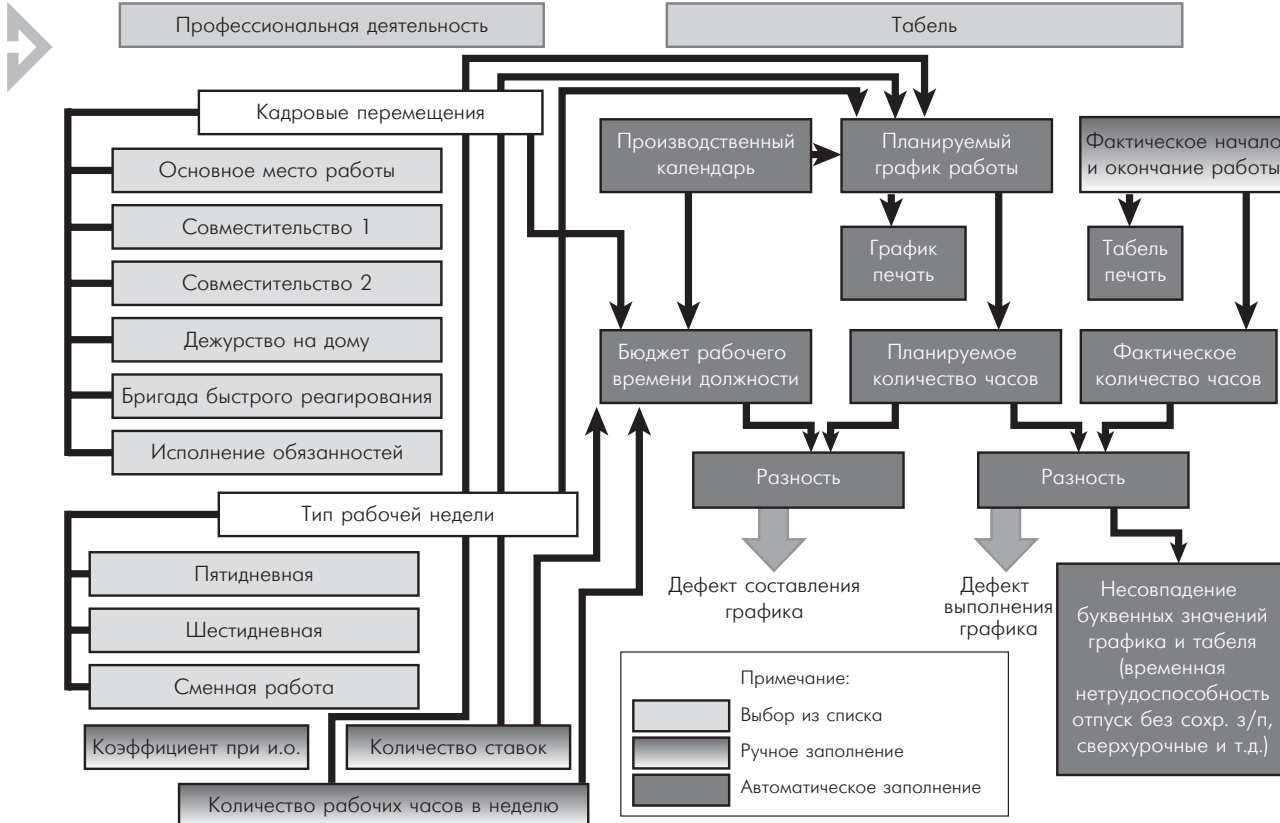 Профессиональная деятельность
Табель
Кадровые перемещения
Основное место работы
Совместительство 1
Совместительство 2
Дежурство на дому
Бригада быстрого реагирования
Исполнение обязанностей
Тип рабочей недели
Пятидневная
Шестидневная
Сменная работа
Коэффициент при и.о.
Количество ставок
Количество рабочих часов в неделю
Производственный
календарь
Планируемый
график работы
Фактическое начало
и окончание работы
График
печать
Табель
печать
Бюджет рабочего
времени должности
Планируемое
количество часов
Фактическое
количество часов
Разность
Разность
Дефект составления
графика
Дефект
выполнения
графика
Несовпадение
буквенных значений
графика и табеля
(временная
нетрудоспособность
отпуск без сохр. з/п,
сверхурочные и т.д.)
Примечание:
Выбор из списка
Ручное заполнение
Автоматическое заполнение